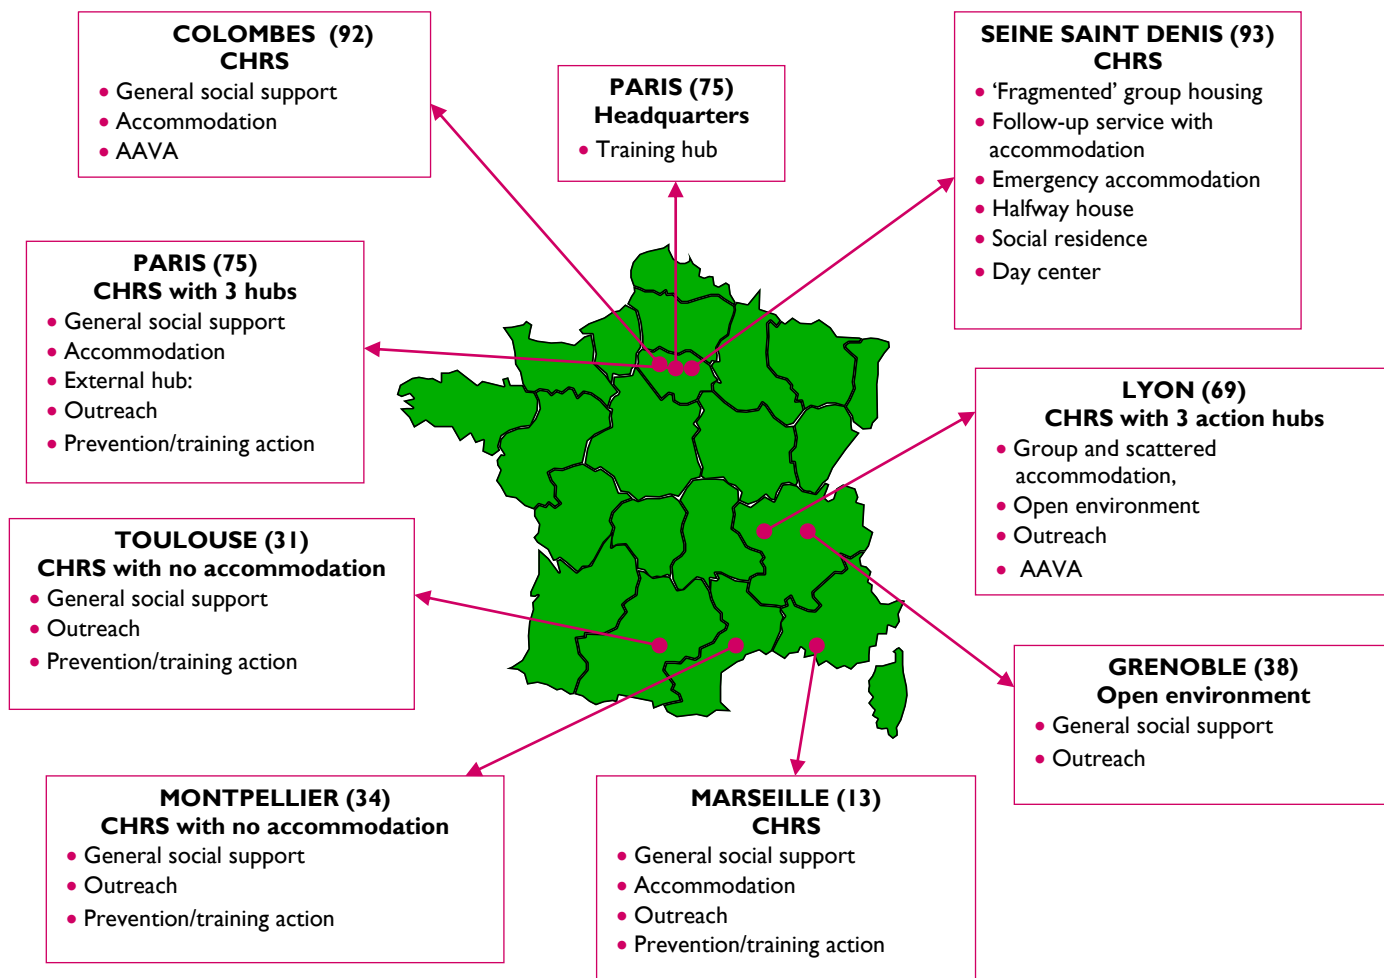 COLOMBES (92)
CHRS
• General social support
• Accommodation
• AAVA
PARIS (75)
Headquarters
• Training hub
SEINE SAINT DENIS (93)
CHRS
• ‘Fragmented’ group housing
• Follow-up service with
accommodation
• Emergency accommodation
• Halfway house
• Social residence
• Day center
PARIS (75)
CHRS with 3 hubs
• General social support
• Accommodation
• External hub:
• Outreach
• Prevention/training action
LYON (69)
CHRS with 3 action hubs
• Group and scattered
accommodation,
• Open environment
• Outreach
• AAVA
TOULOUSE (31)
CHRS with no accommodation
• General social support
• Outreach
• Prevention/training action
GRENOBLE (38)
Open environment
• General social support
• Outreach
MONTPELLIER (34)
CHRS with no accommodation
• General social support
• Outreach
• Prevention/training action
MARSEILLE (13)
CHRS
• General social support
• Accommodation
• Outreach
• Prevention/training action